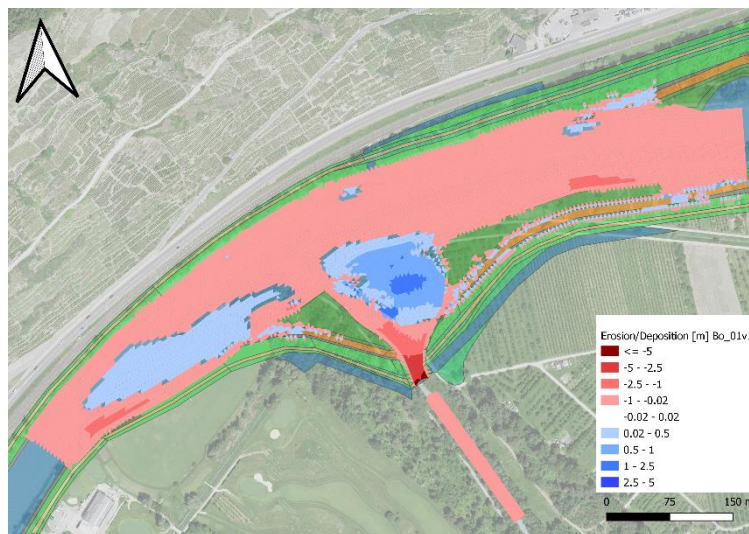 Erosion/Deposition [m] Bo_01v.
<= -5
-5 - -2.5
-2.5 - -1
-1 - -0.02
-0.02 - 0.02
0.02 - 0.5
0.5 - 1
1 - 2.5
2.5 - 5
0 75 150 m